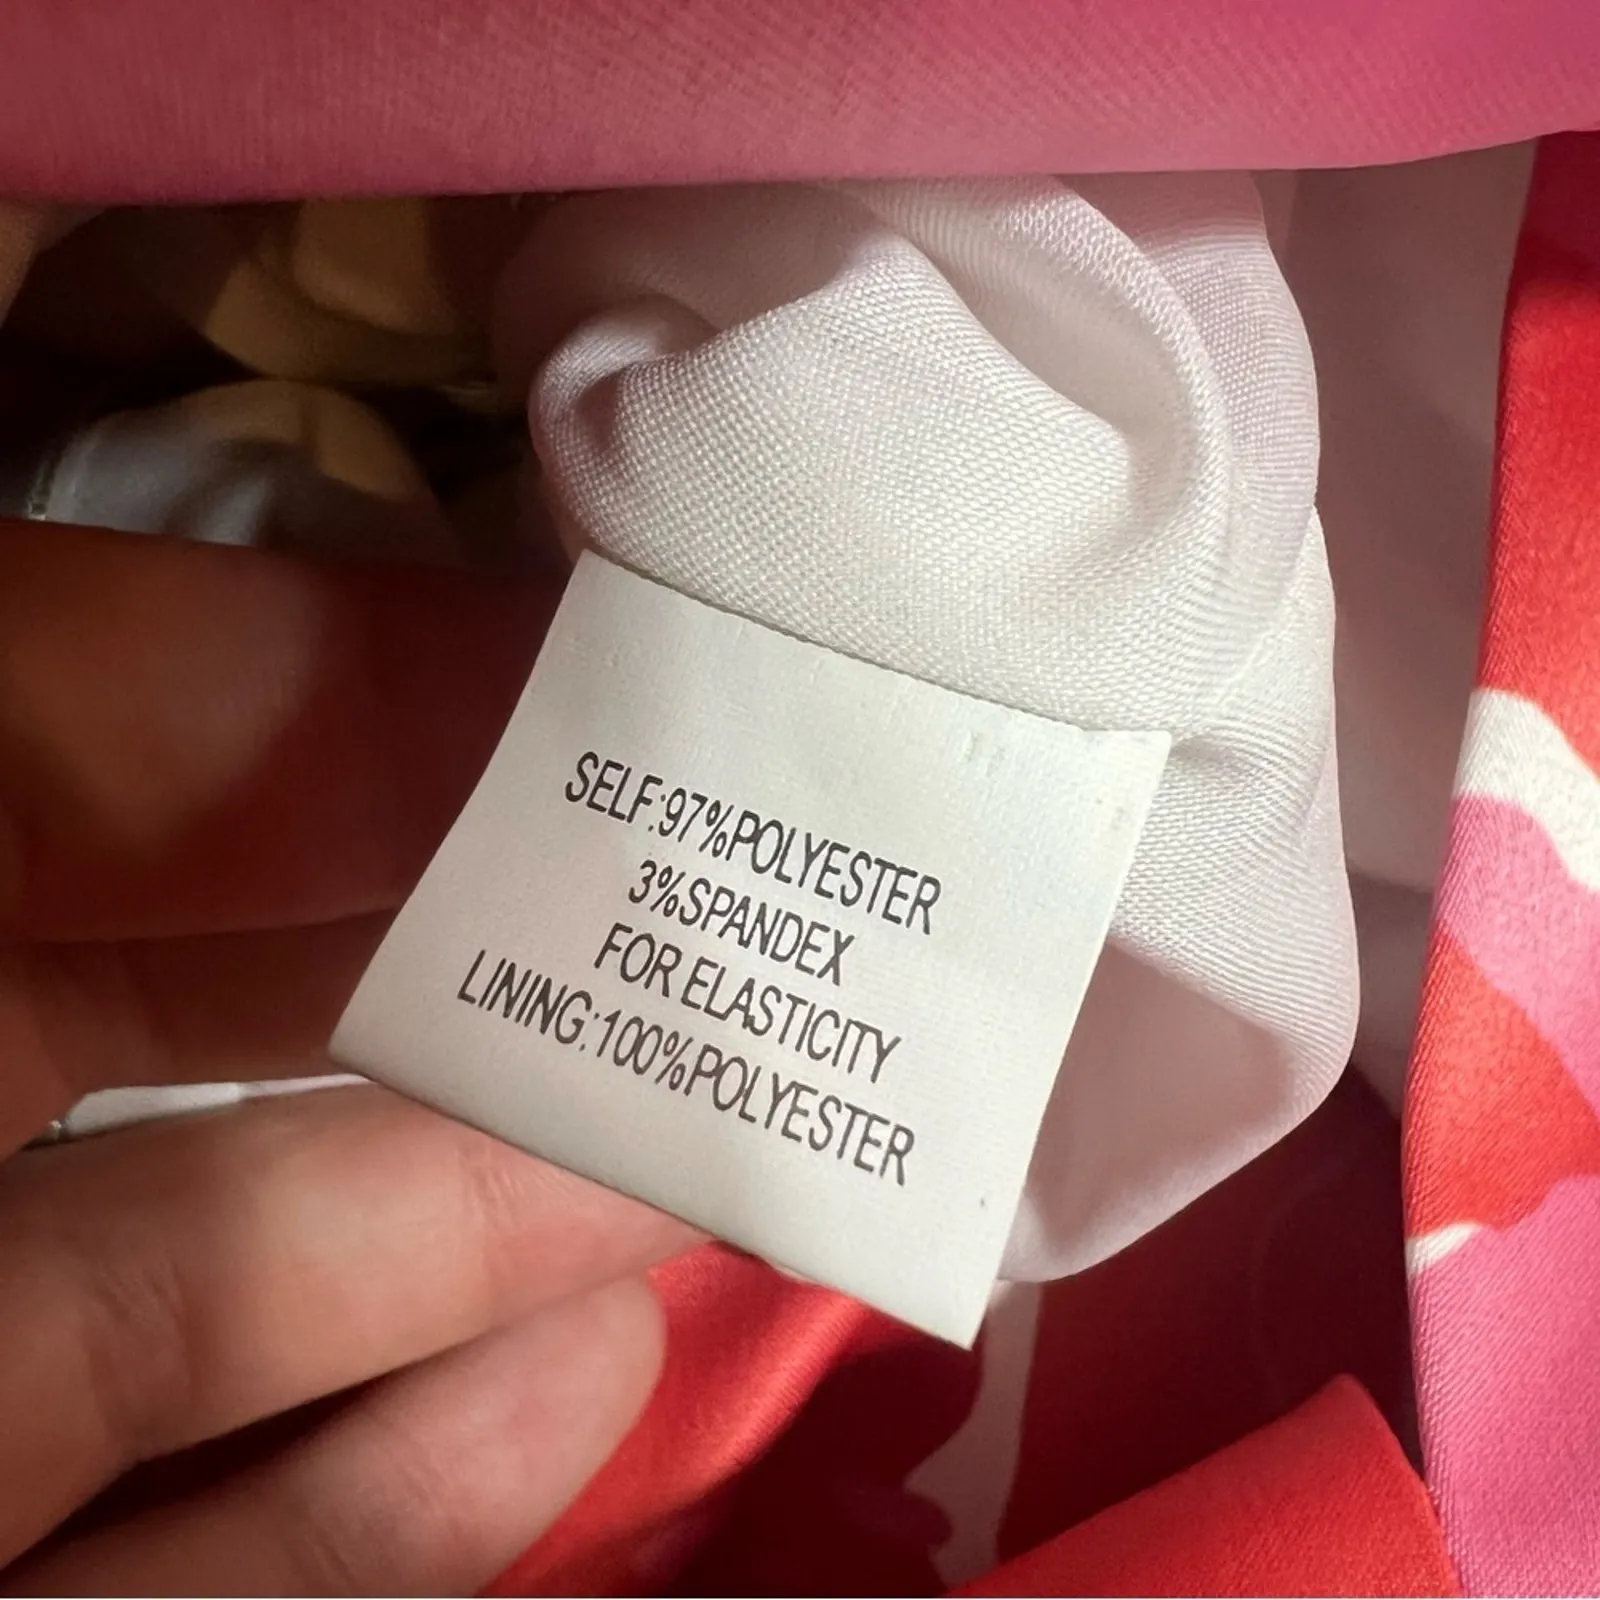 SELF:97%POLYESTER
3%SPANDEX
FOR ELASTICITY
LINING:100%POLYESTER